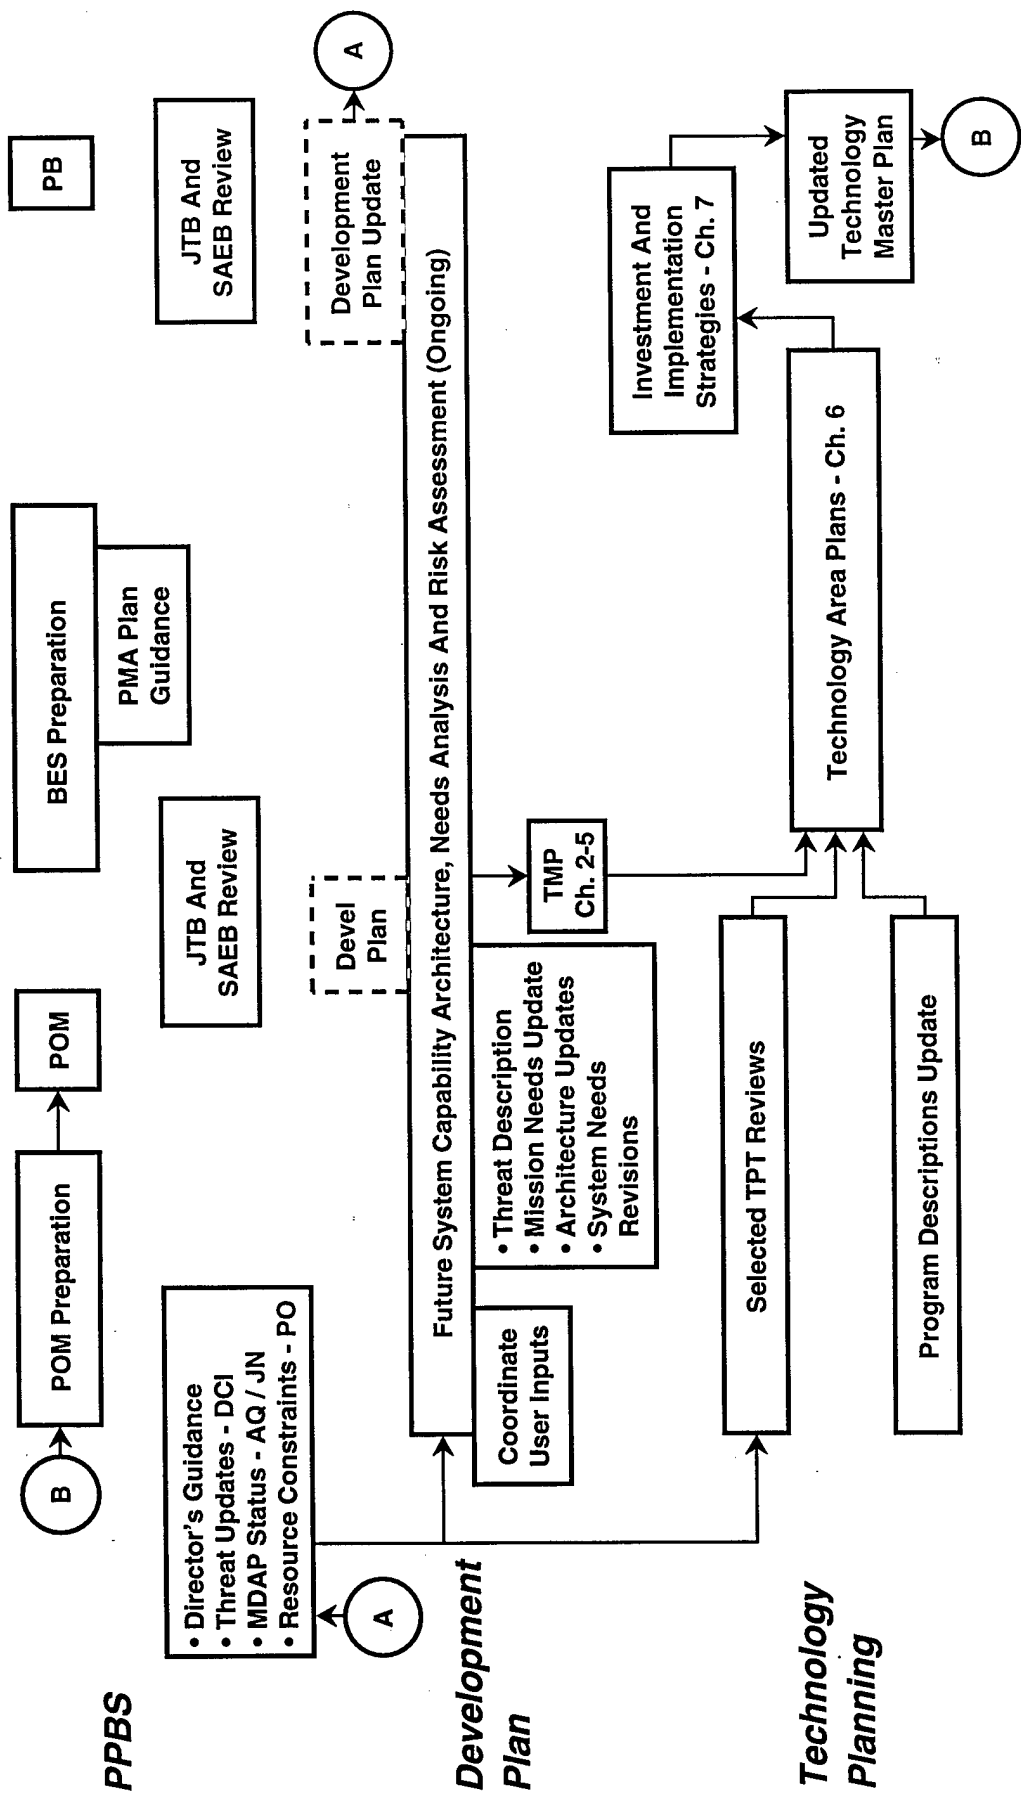 PPBS
B
POM Preparation
POM
BES Preparation
PMA Plan
Guidance
PB
• Director's Guidance
• Threat Updates - DCI
• MDAP Status - AQ / JN
• Resource Constraints - PO
A
JTB And
SAEB Review
JTB And
SAEB Review
Development
Plan
Devel
Plan
Development
Plan Update
A
Future System Capability Architecture, Needs Analysis And Risk Assessment (Ongoing)
Coordinate
User Inputs
• Threat Description
• Mission Needs Update
• Architecture Updates
• System Needs
Revisions
TMP
Ch. 2-5
Technology
Planning
Selected TPT Reviews
Program Descriptions Update
Technology Area Plans - Ch. 6
Investment And
Implementation
Strategies - Ch. 7
Updated
Technology
Master Plan
B